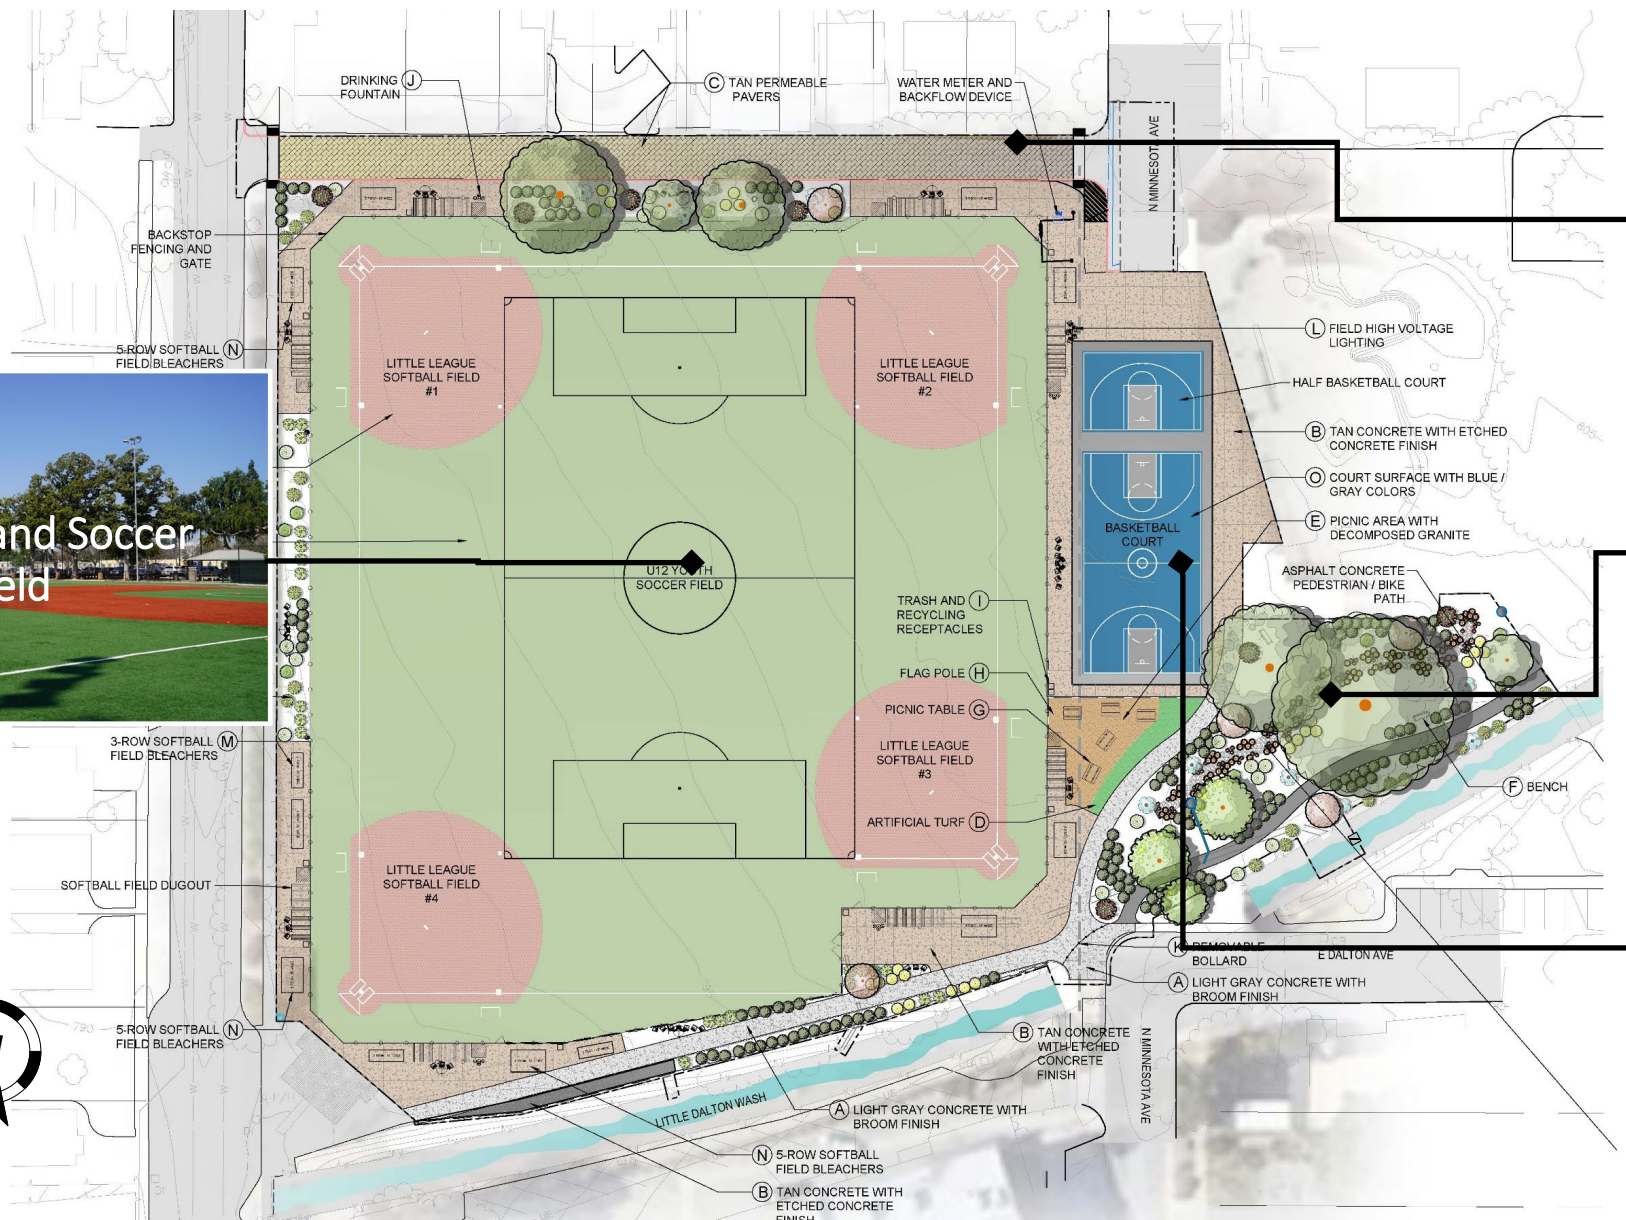 DRINKING
FOUNTAIN
J
C
TAN PERMEABLE
PAVERS
WATER METER AND
BACKFLOW DEVICE
N MINNESOTA AVE
BACKSTOP
FENCING AND
GATE
5-ROW SOFTBALL
FIELD BLEACHERS
N
LITTLE LEAGUE
SOFTBALL FIELD
#1
LITTLE LEAGUE
SOFTBALL FIELD
#2
L
FIELD HIGH VOLTAGE
LIGHTING
HALF BASKETBALL COURT
B
TAN CONCRETE WITH ETCHED
CONCRETE FINISH
O
COURT SURFACE WITH BLUE /
GRAY COLORS
E
PICNIC AREA WITH
DECOMPOSED GRANITE
BASKETBALL
COURT
and Soccer
ASPHALT CONCRETE
PEDESTRIAN / BIKE
PATH
U12 YOUTH
SOCCER FIELD
TRASH AND
RECYCLING
RECEPTACLES
I
FLAG POLE
H
PICNIC TABLE
G
3-ROW SOFTBALL
FIELD BLEACHERS
M
LITTLE LEAGUE
SOFTBALL FIELD
#3
F
BENCH
ARTIFICIAL TURF
D
LITTLE LEAGUE
SOFTBALL FIELD
#4
SOFTBALL FIELD DUGOUT
K
REMOVABLE
BOLLARD
E DALTON AVE
A
LIGHT GRAY CONCRETE WITH
BROOM FINISH
5-ROW SOFTBALL
FIELD BLEACHERS
N
790
B
TAN CONCRETE
WITH ETCHED
CONCRETE
FINISH
N MINNESOTA AVE
LITTLE DALTON WASH
A
LIGHT GRAY CONCRETE WITH
BROOM FINISH
N
5-ROW SOFTBALL
FIELD BLEACHERS
B
TAN CONCRETE WITH
ETCHED CONCRETE
FINISH